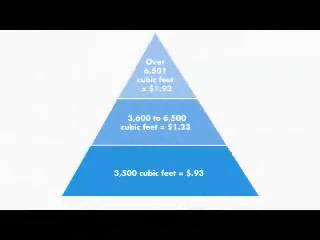 Over
6,501
cubic feet
= $1.93
3,600 to 6,500
cubic feet = $1.33
3,500 cubic feet = $.93